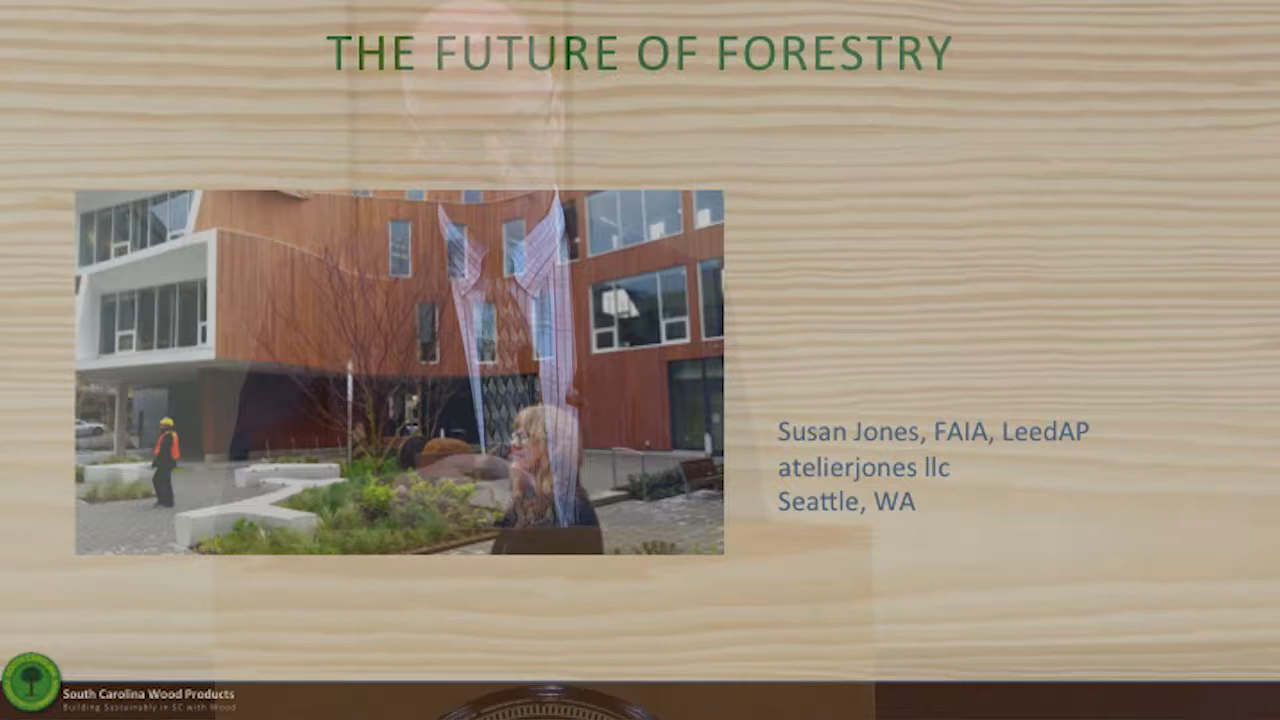 THE FUTURE OF FORESTRY
Susan Jones, FAIA, LeedAP
atelierjones llc
Seattle, WA
South Carolina Wood Products
Building Sustainably in SC with Wood